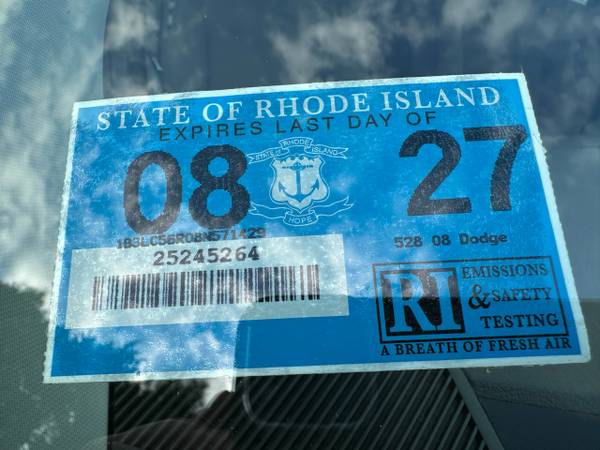 STATE OF RHODE ISLAND
EXPIRES LAST DAY OF
08
STATE OF RHODE ISLAND
HOPE
27
1B3LC56R08N571429
528 08 Dodge
25245264
RI EMISSIONS
& SAFETY
TESTING
A BREATH OF FRESH AIR